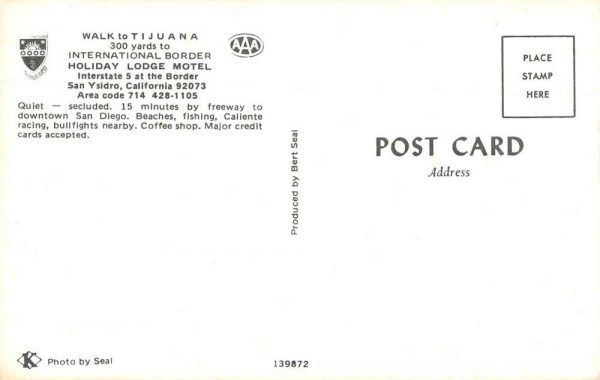 WALK to TIJUANA
300 yards to
INTERNATIONAL BORDER
HOLIDAY LODGE MOTEL
Interstate 5 at the Border
San Ysidro, California 92073
Area code 714 428-1105
Quiet — secluded. 15 minutes by freeway to
downtown San Diego. Beaches, fishing, Caliente
racing, bullfights nearby. Coffee shop. Major credit
cards accepted.
AAA
Produced by Bert Seal
PLACE
STAMP
HERE
POST CARD
Address
K Photo by Seal
139872